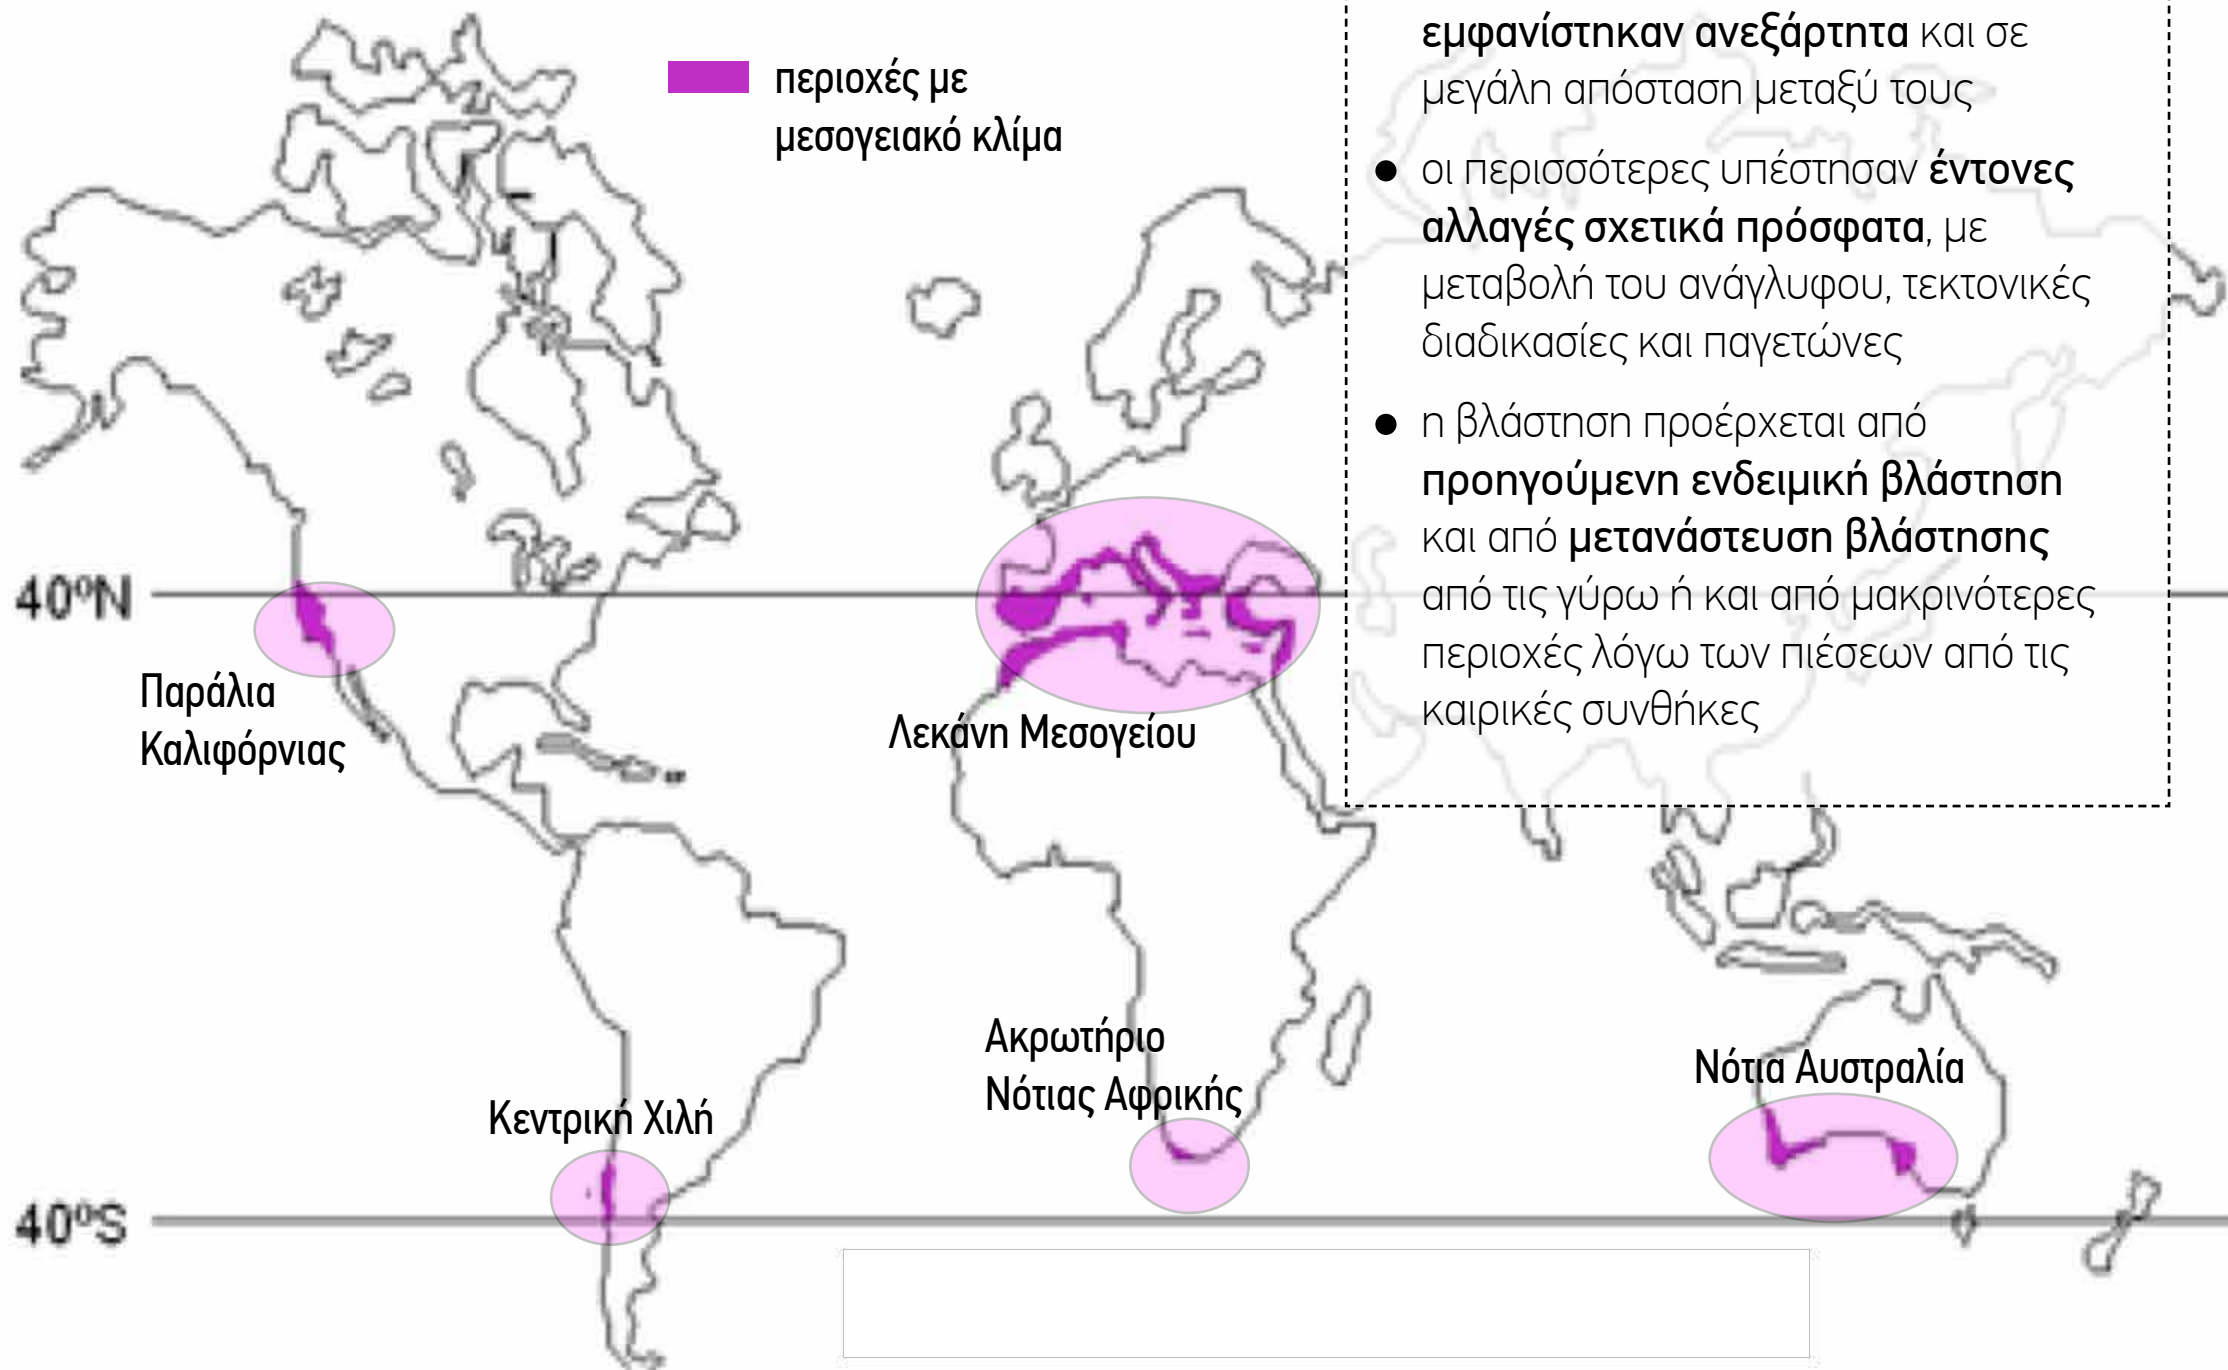 περιοχές με
μεσογειακό κλίμα
εμφανίστηκαν ανεξάρτητα και σε
μεγάλη απόσταση μεταξύ τους
● οι περισσότερες υπέστησαν έντονες
αλλαγές σχετικά πρόσφατα, με
μεταβολή του ανάγλυφου, τεκτονικές
διαδικασίες και παγετώνες
● η βλάστηση προέρχεται από
προηγούμενη ενδειμική βλάστηση
και από μετανάστευση βλάστησης
από τις γύρω ή και από μακρινότερες
περιοχές λόγω των πιέσεων από τις
καιρικές συνθήκες
40ºN
Παράλια
Καλιφόρνιας
Λεκάνη Μεσογείου
Ακρωτήριο
Νότιας Αφρικής
Νότια Αυστραλία
Κεντρική Χιλή
40ºS